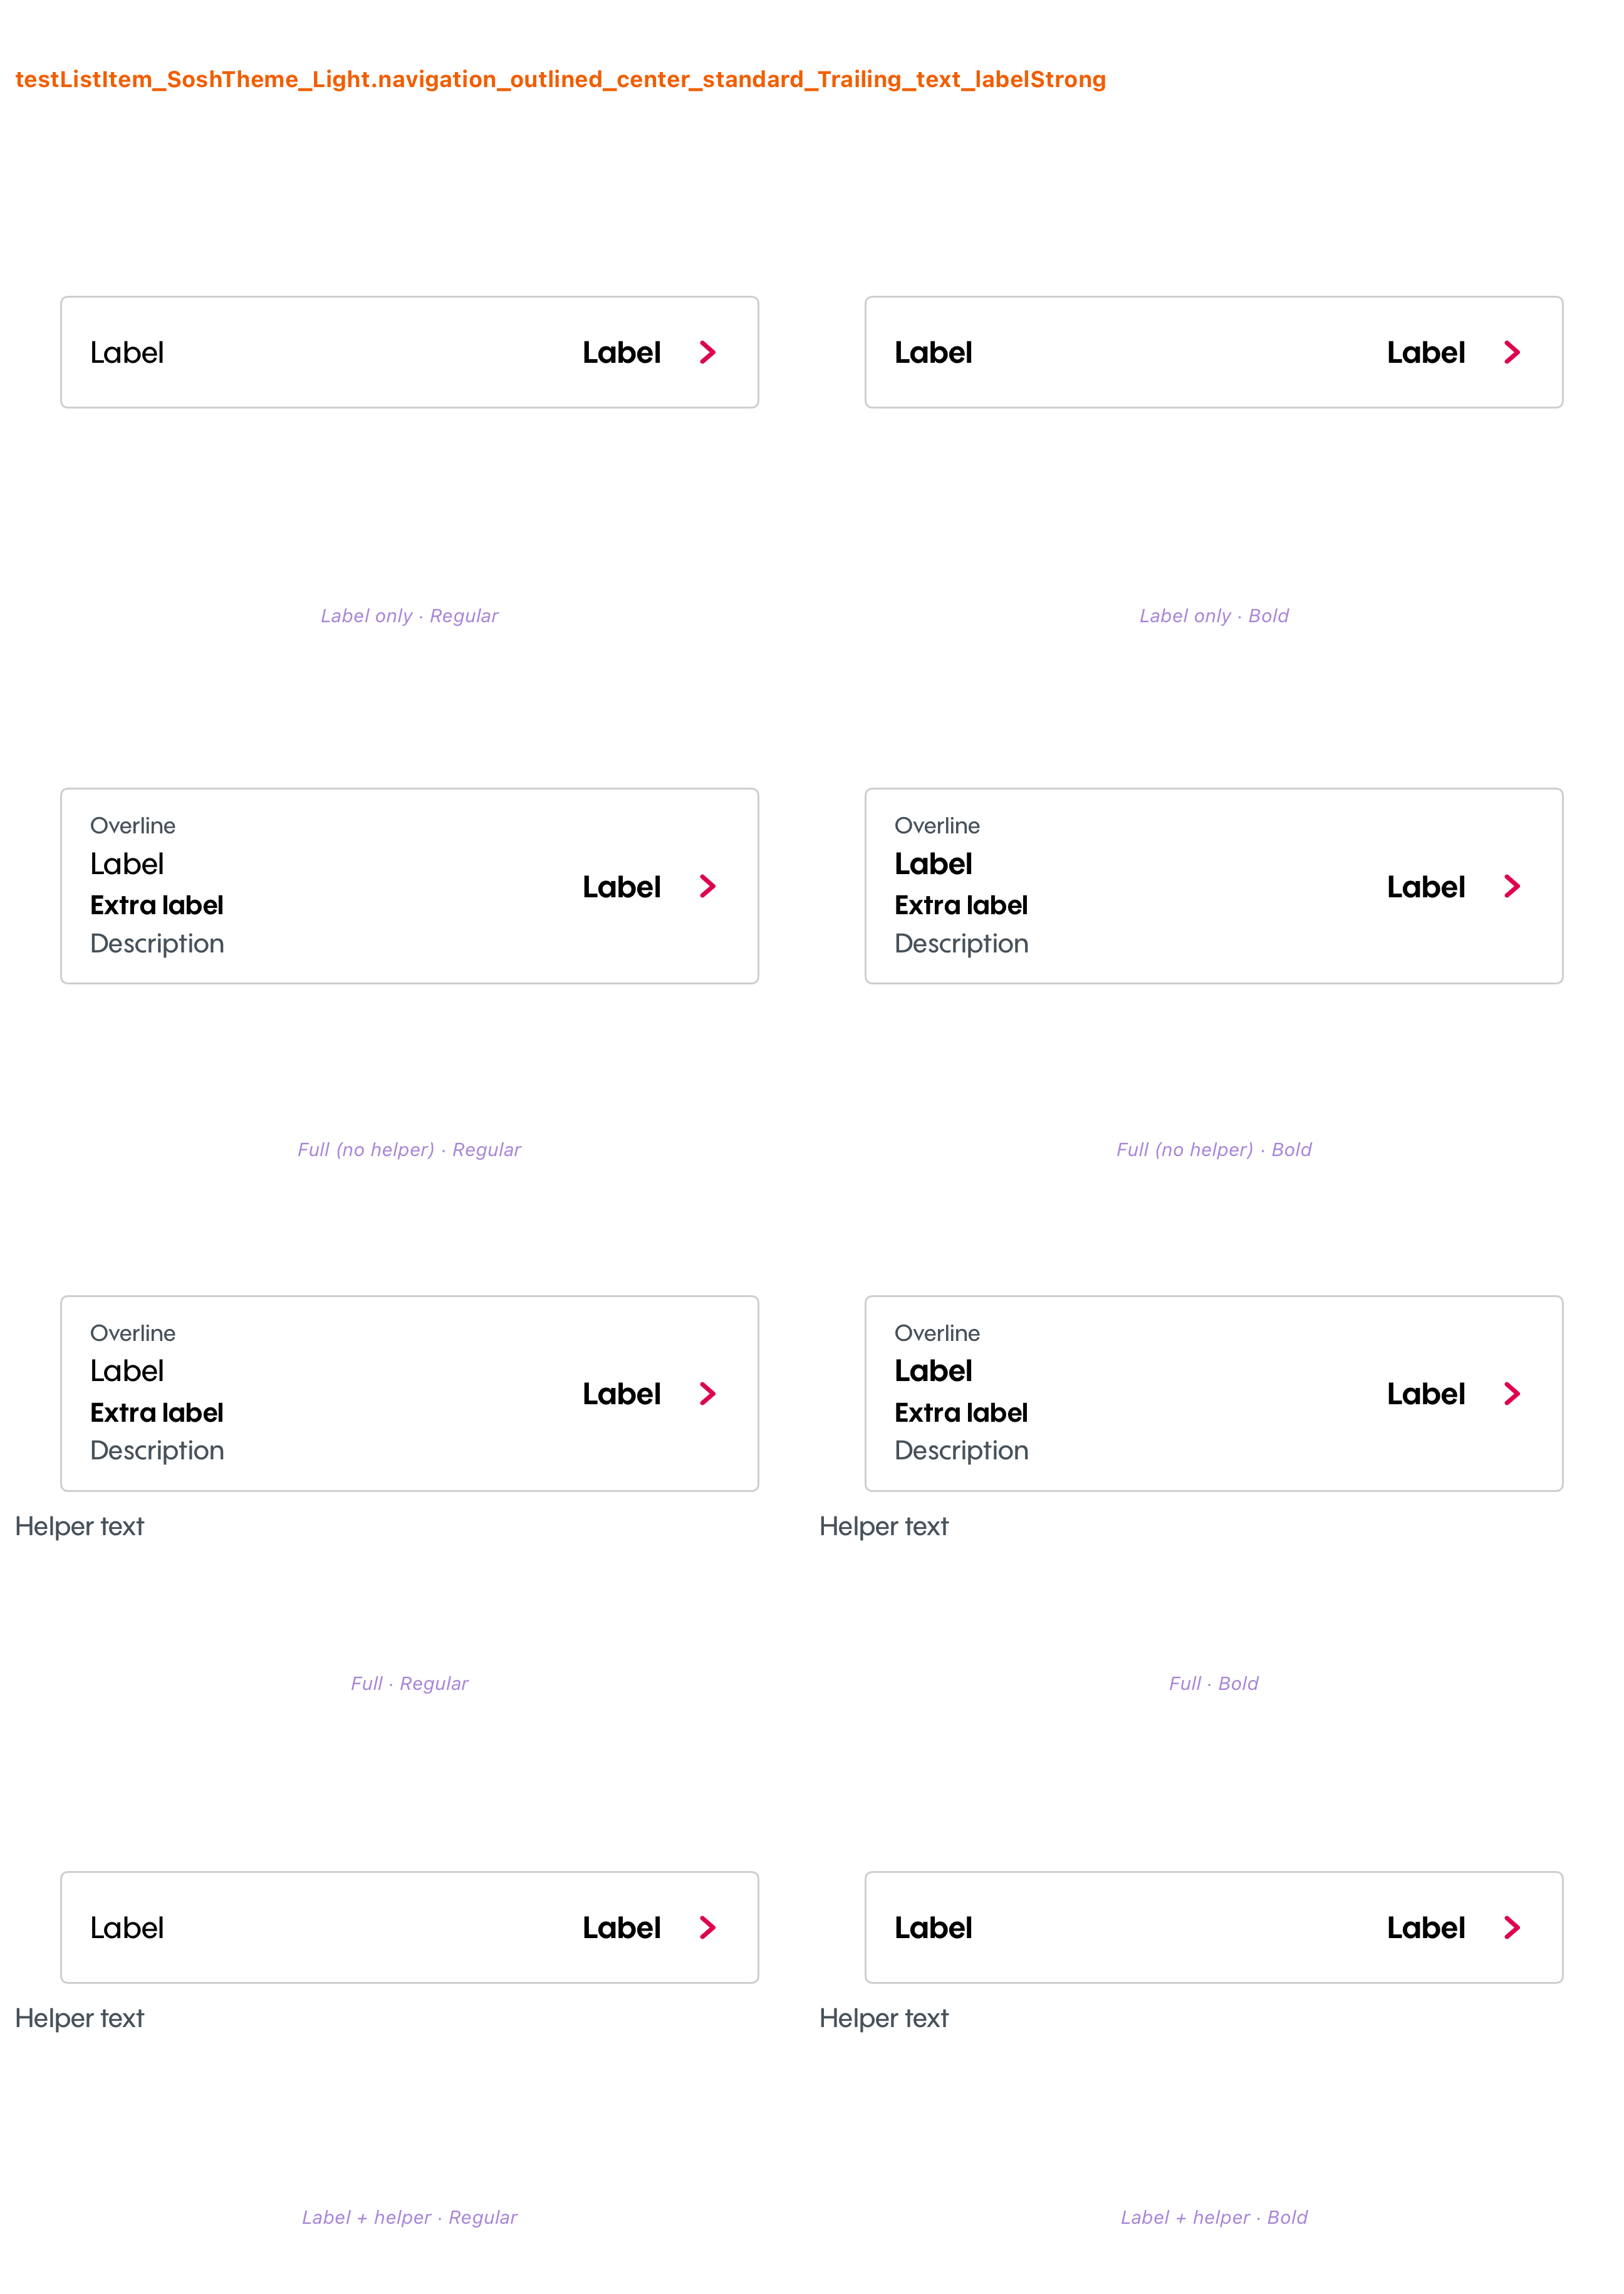 testListItem_SoshTheme_Light.navigation_outlined_center_standard_Trailing_text_labelStrong
Label Label
Label Label
Label only · Regular
Label only · Bold
Overline
Label
Extra label
Description
Label
Overline
Label
Extra label
Description
Label
Full (no helper) · Regular
Full (no helper) · Bold
Overline
Label
Extra label
Description
Label
Helper text
Overline
Label
Extra label
Description
Label
Helper text
Full · Regular
Full · Bold
Label Label
Helper text
Label Label
Helper text
Label + helper · Regular
Label + helper · Bold